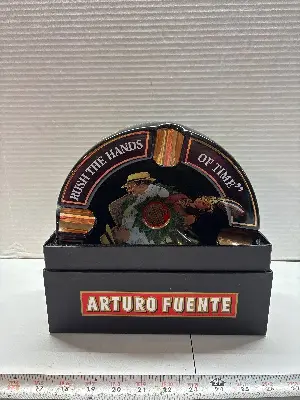 RUSH THE HANDS
OF TIME"
ARTURO FUENTE